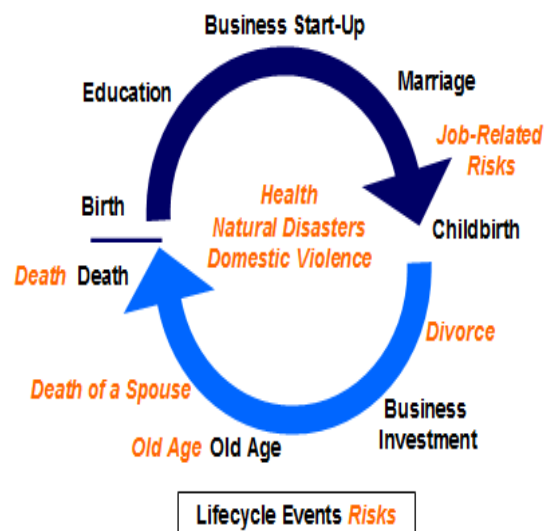 Business Start-Up
Education
Marriage
Job-Related
Risks
Birth
Health
Natural Disasters
Domestic Violence
Childbirth
Death Death
Divorce
Death of a Spouse
Business
Investment
Old Age Old Age
Lifecycle Events Risks